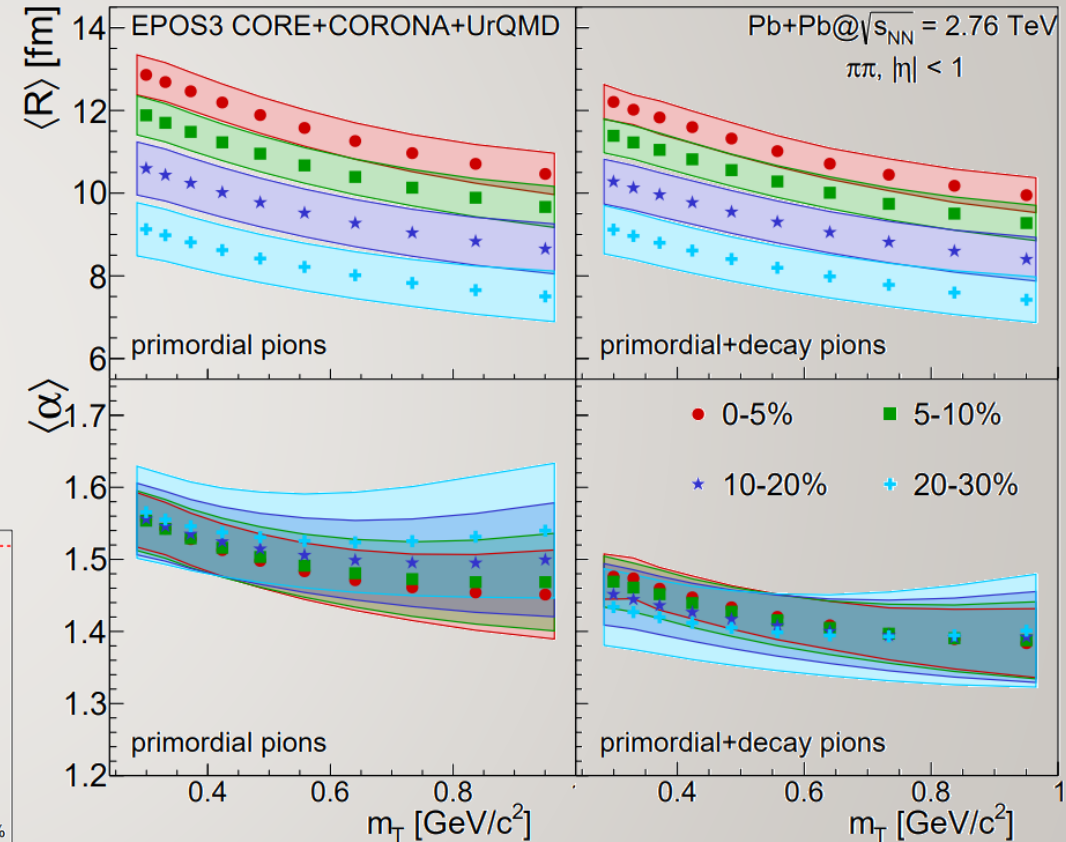 EPOS3 CORE+CORONA+UrQMD
Pb+Pb@√s_NN = 2.76 TeV
ππ, |η| < 1
⟨R⟩ [fm]
14
12
10
8
6
primordial pions
primordial+decay pions
⟨α⟩
1.7
1.6
1.5
1.4
1.3
1.2
0-5%
5-10%
10-20%
20-30%
primordial pions
primordial+decay pions
0.4
0.6
0.8
0.4
0.6
0.8
1
m_T [GeV/c²]
m_T [GeV/c²]
%